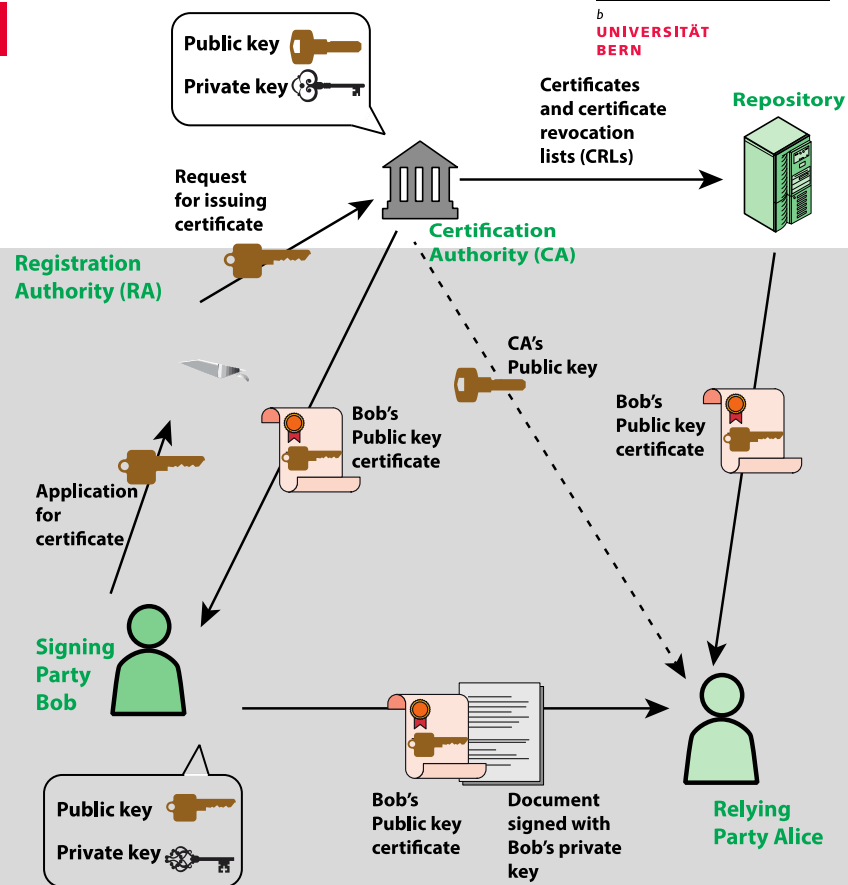 b
UNIVERSITÄT
BERN
Public key
Private key
Certificates
and certificate
revocation
lists (CRLs)
Repository
Request
for issuing
certificate
Certification
Authority (CA)
Registration
Authority (RA)
CA's
Public key
Bob's
Public key
certificate
Bob's
Public key
certificate
Application
for
certificate
Signing
Party
Bob
Public key
Private key
Bob's
Public key
certificate
Document
signed with
Bob's private
key
Relying
Party Alice